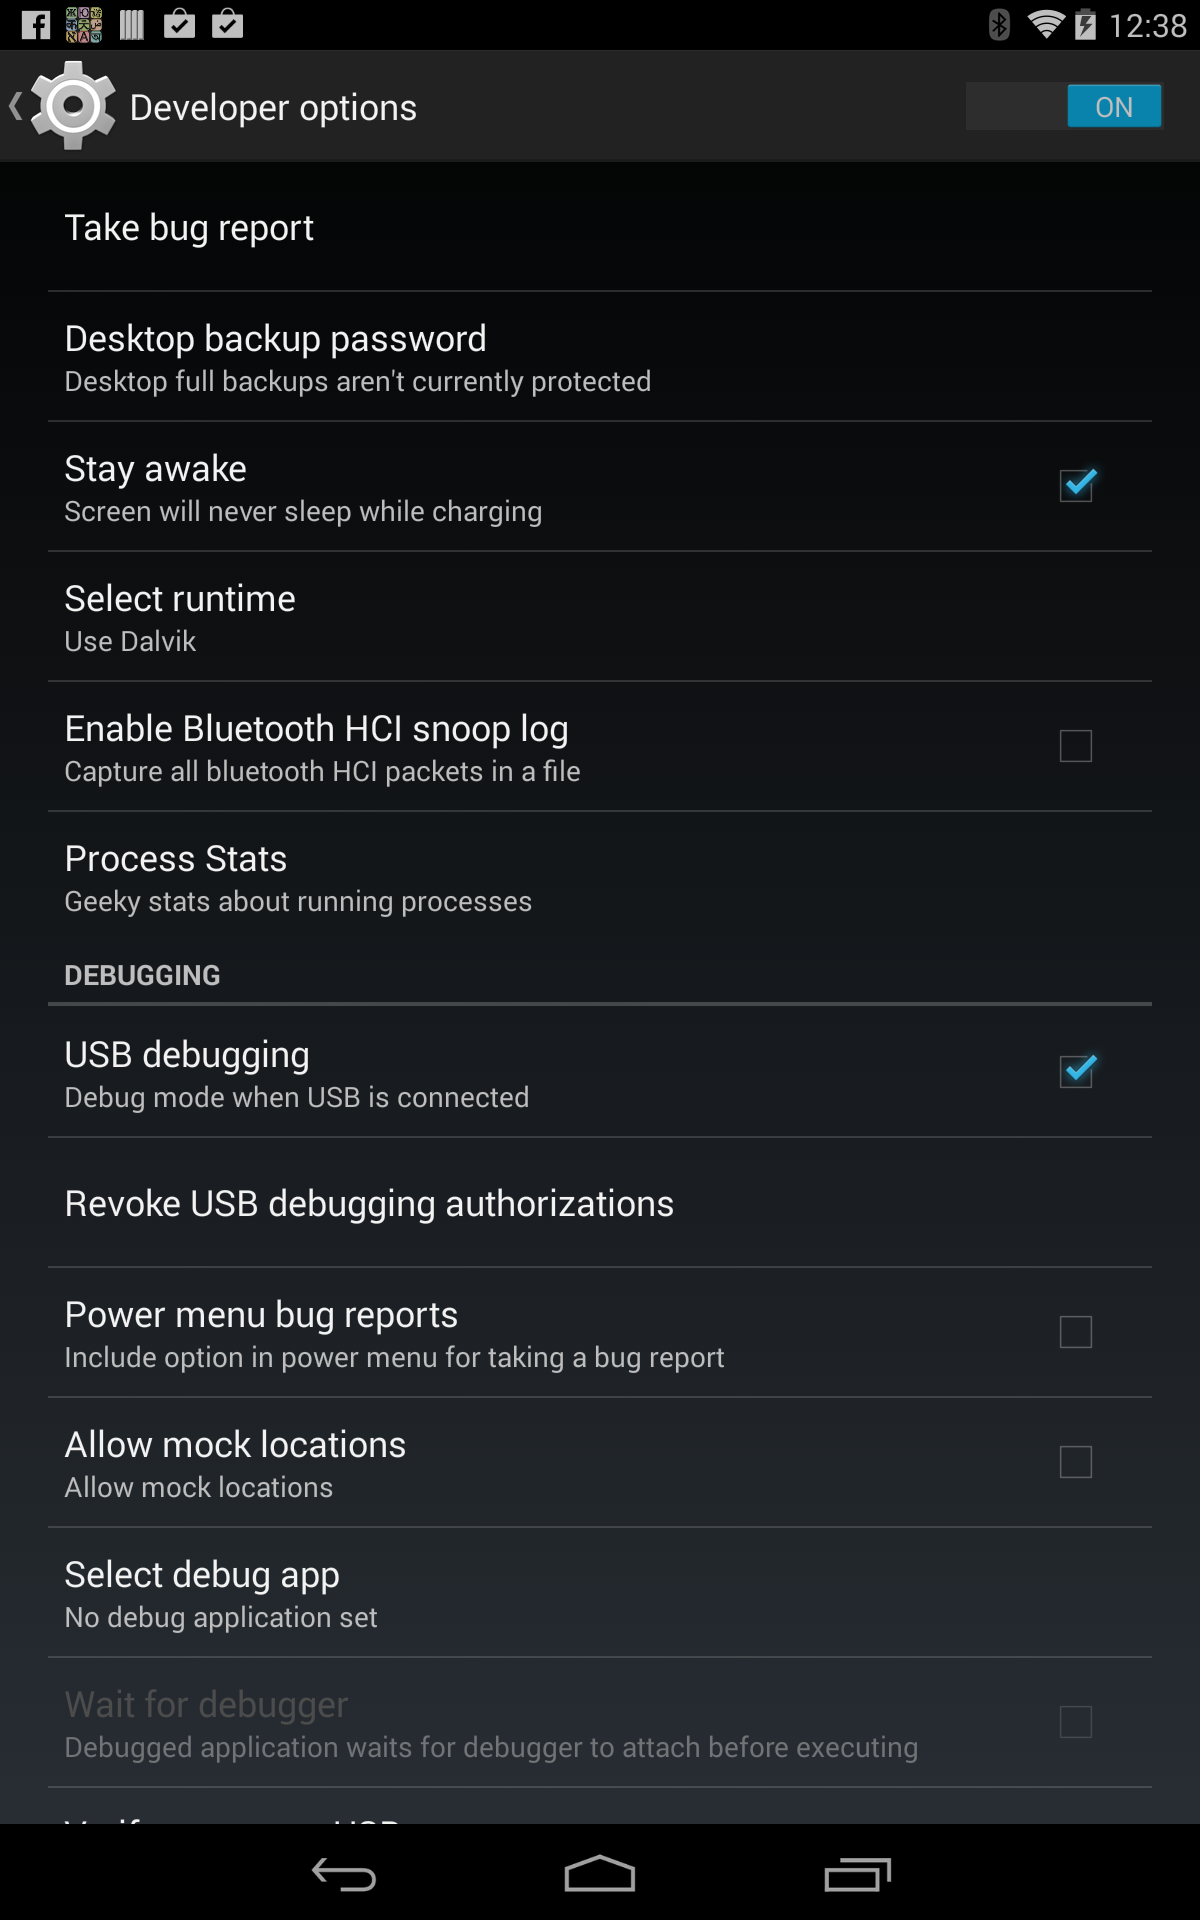 12:38
Developer options
ON
Take bug report
Desktop backup password
Desktop full backups aren't currently protected
Stay awake
Screen will never sleep while charging
Select runtime
Use Dalvik
Enable Bluetooth HCI snoop log
Capture all bluetooth HCI packets in a file
Process Stats
Geeky stats about running processes
DEBUGGING
USB debugging
Debug mode when USB is connected
Revoke USB debugging authorizations
Power menu bug reports
Include option in power menu for taking a bug report
Allow mock locations
Allow mock locations
Select debug app
No debug application set
Wait for debugger
Debugged application waits for debugger to attach before executing